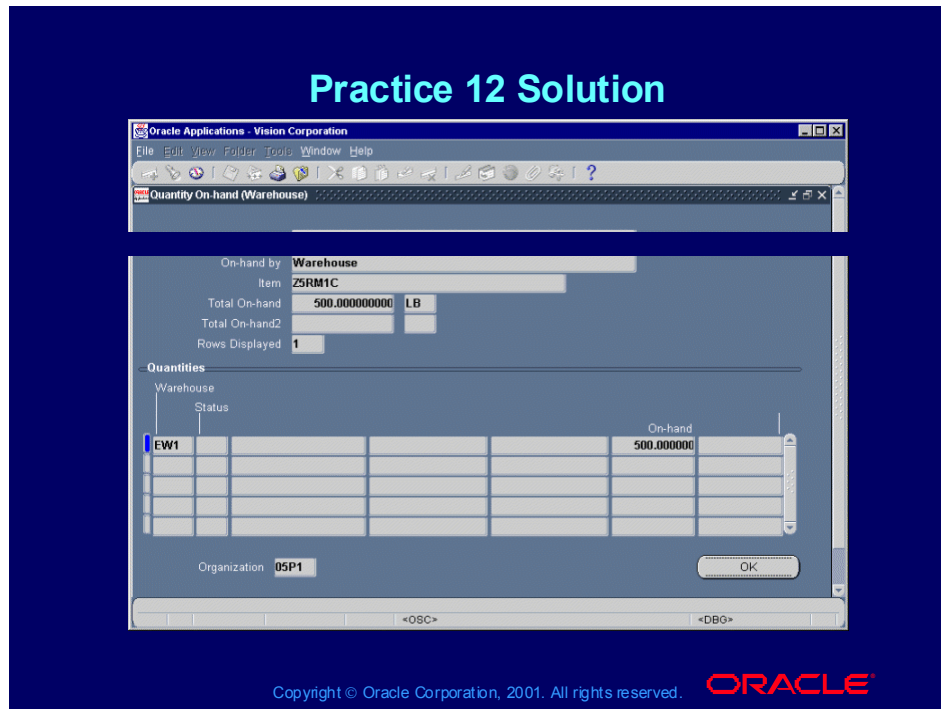 Practice 12 Solution
Oracle Applications - Vision Corporation
File Edit View Folder Tools Window Help
Quantity On-hand (Warehouse)
On-hand by Warehouse
Item Z5RM1C
Total On-hand 500.000000000 LB
Total On-hand2
Rows Displayed 1
Quantities
Warehouse
Status
On-hand
EW1 500.000000
Organization 05P1 OK
<OSC> <DBG>
Copyright © Oracle Corporation, 2001. All rights reserved. ORACLE